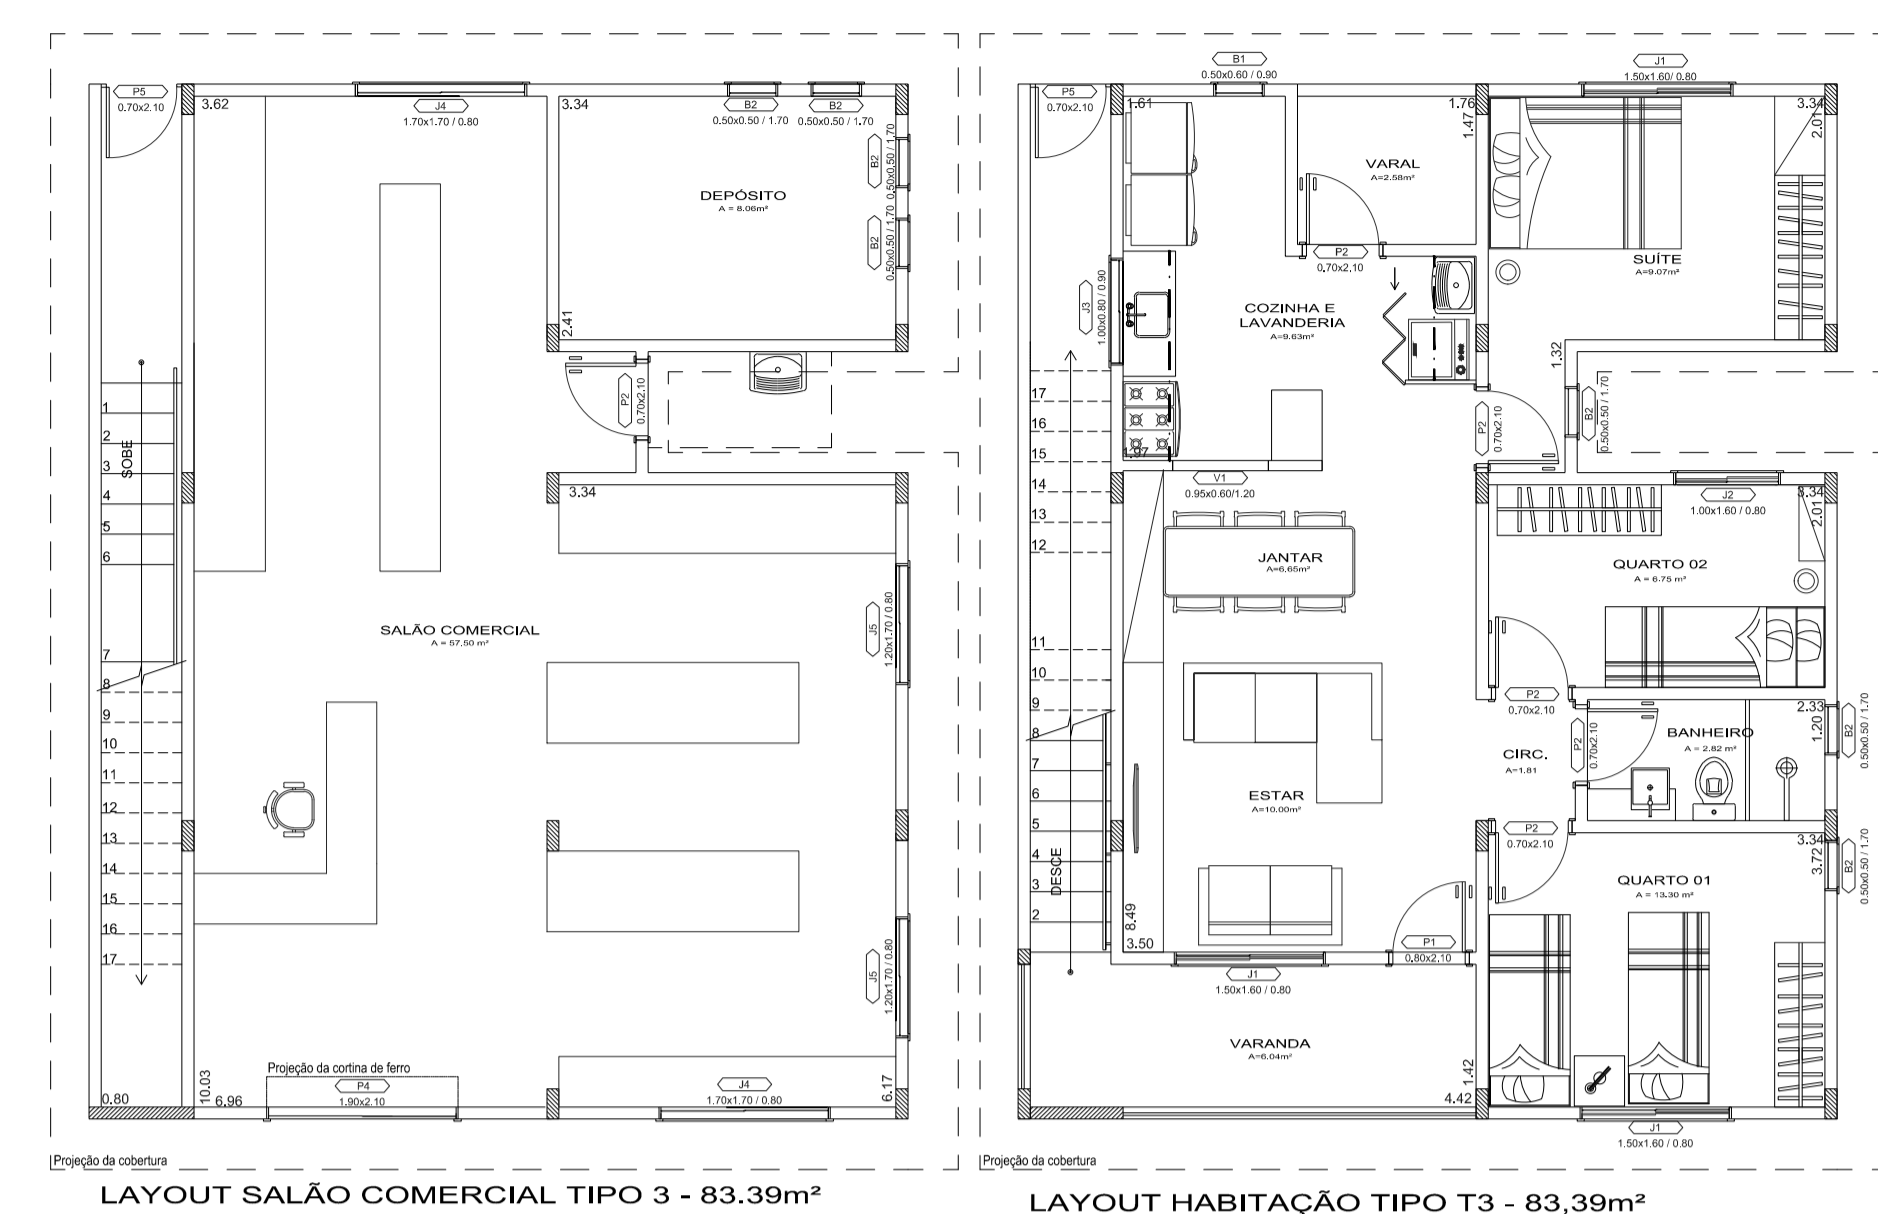 P5
0.70x2.10
3.62
J4
1.70x1.70 / 0.80
3.34
B2
0.50x0.50 / 1.70
B2
0.50x0.50 / 1.70
B2
0.50x0.50 / 1.70
B2
0.50x0.50 / 1.70
DEPÓSITO
A = 8.06m²
2.41
P2
0.70x2.10
3.34
SOBE
1
2
3
4
5
6
7
8
9
10
11
12
13
14
15
16
17
SALÃO COMERCIAL
A = 57,50 m²
J5
1.20x1.70 / 0.80
J5
1.20x1.70 / 0.80
0.80
10.03
6.96
Projeção da cortina de ferro
P4
1.90x2.10
J4
1.70x1.70 / 0.80
6.17
Projeção da cobertura
LAYOUT SALÃO COMERCIAL TIPO 3 - 83.39m²
P5
0.70x2.10
B1
0.50x0.60 / 0.90
1.61
1.76
1.47
VARAL
A=2.58m²
P2
0.70x2.10
J1
1.50x1.60/ 0.80
3.34
2.01
SUÍTE
A=9.07m²
J3
1.00x0.80 / 0.90
COZINHA E
LAVANDERIA
A=9.63m²
1.32
B2
0.50x0.50 / 1.70
P2
0.70x2.10
1.97
V1
0.95x0.60/1.20
17
16
15
14
13
12
11
10
9
8
7
6
5
4
3
2
DESCE
J2
1.00x1.60 / 0.80
3.34
2.01
JANTAR
A=6,65m²
QUARTO 02
A = 6.75 m²
P2
0.70x2.10
CIRC.
A=1.81
P2
0.70x2.10
BANHEIRO
A = 2.82 m²
2.33
1.20
B2
0.50x0.50 / 1.70
ESTAR
A=10.00m²
P2
0.70x2.10
3.34
3.72
B2
0.50x0.50 / 1.70
QUARTO 01
A = 13.30 m²
8.49
3.50
P1
0.80x2.10
J1
1.50x1.60 / 0.80
VARANDA
A=6.04m²
1.42
4.42
J1
1.50x1.60 / 0.80
Projeção da cobertura
LAYOUT HABITAÇÃO TIPO T3 - 83,39m²